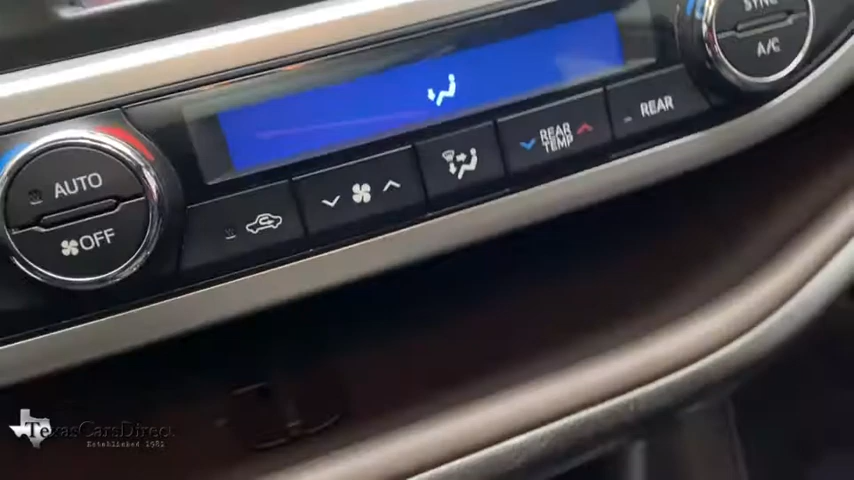 SYNC
A/C
AUTO
OFF
REAR
TEMP
REAR
TexasCarsDirect
Established 1981